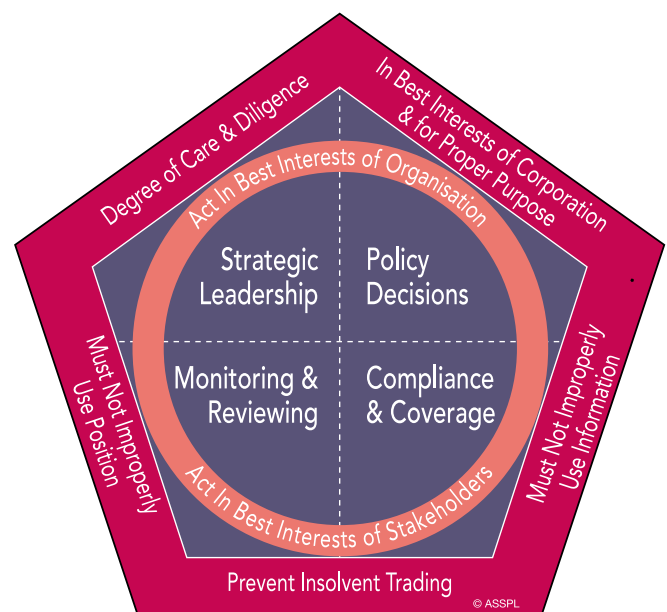 Degree of Care & Diligence
In Best Interests of Corporation
& for Proper Purpose
Act In Best Interests of Organisation
Strategic
Leadership
Policy
Decisions
Monitoring &
Reviewing
Compliance
& Coverage
Act In Best Interests of Stakeholders
Must Not Improperly
Use Position
Must Not Improperly
Use Information
Prevent Insolvent Trading
© ASSPL